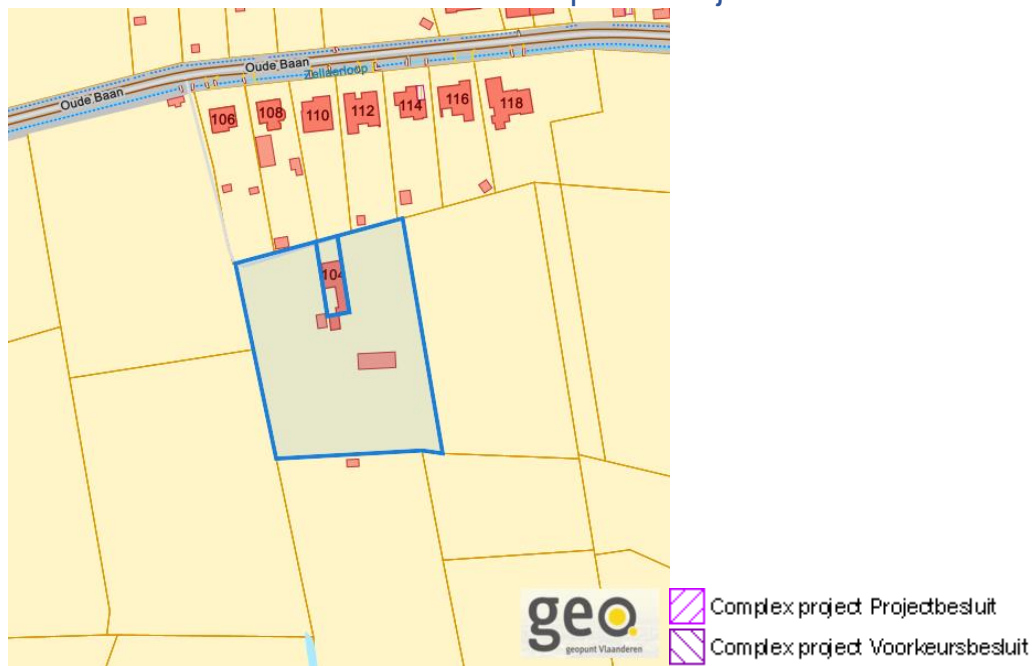 Oude Baan
Oude Baan
Zellaerloop
106
108
110
112
114
116
118
104
geo
geopunt Vlaanderen
Complex project Projectbesluit
Complex project Voorkeursbesluit